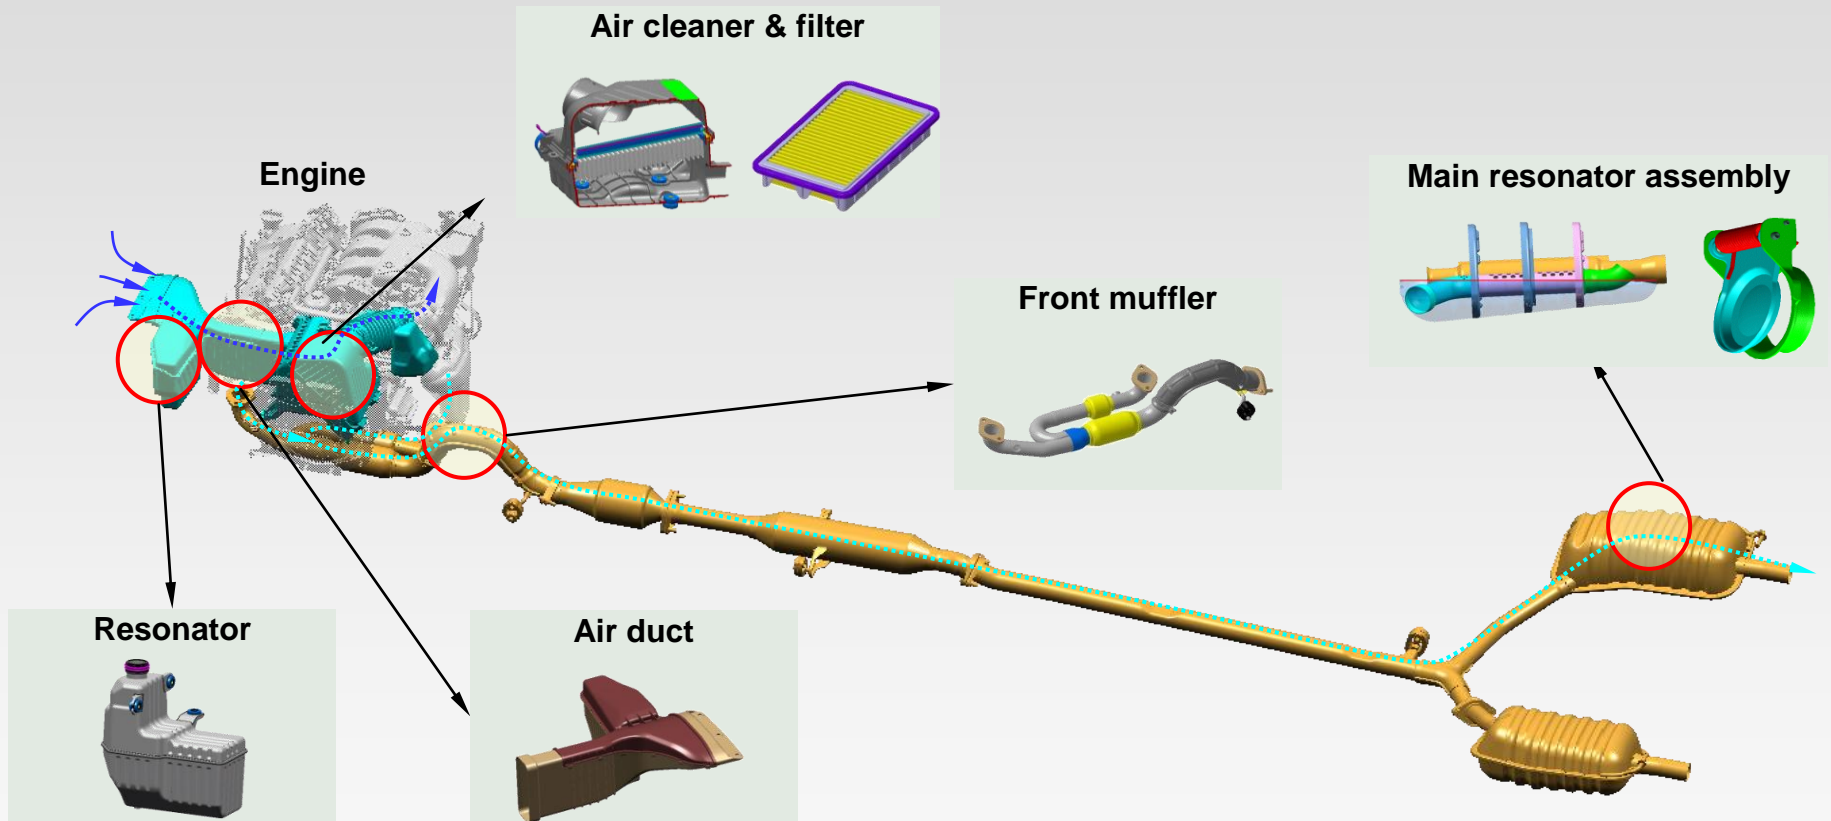 Air cleaner & filter
Engine
Main resonator assembly
Front muffler
Resonator
Air duct